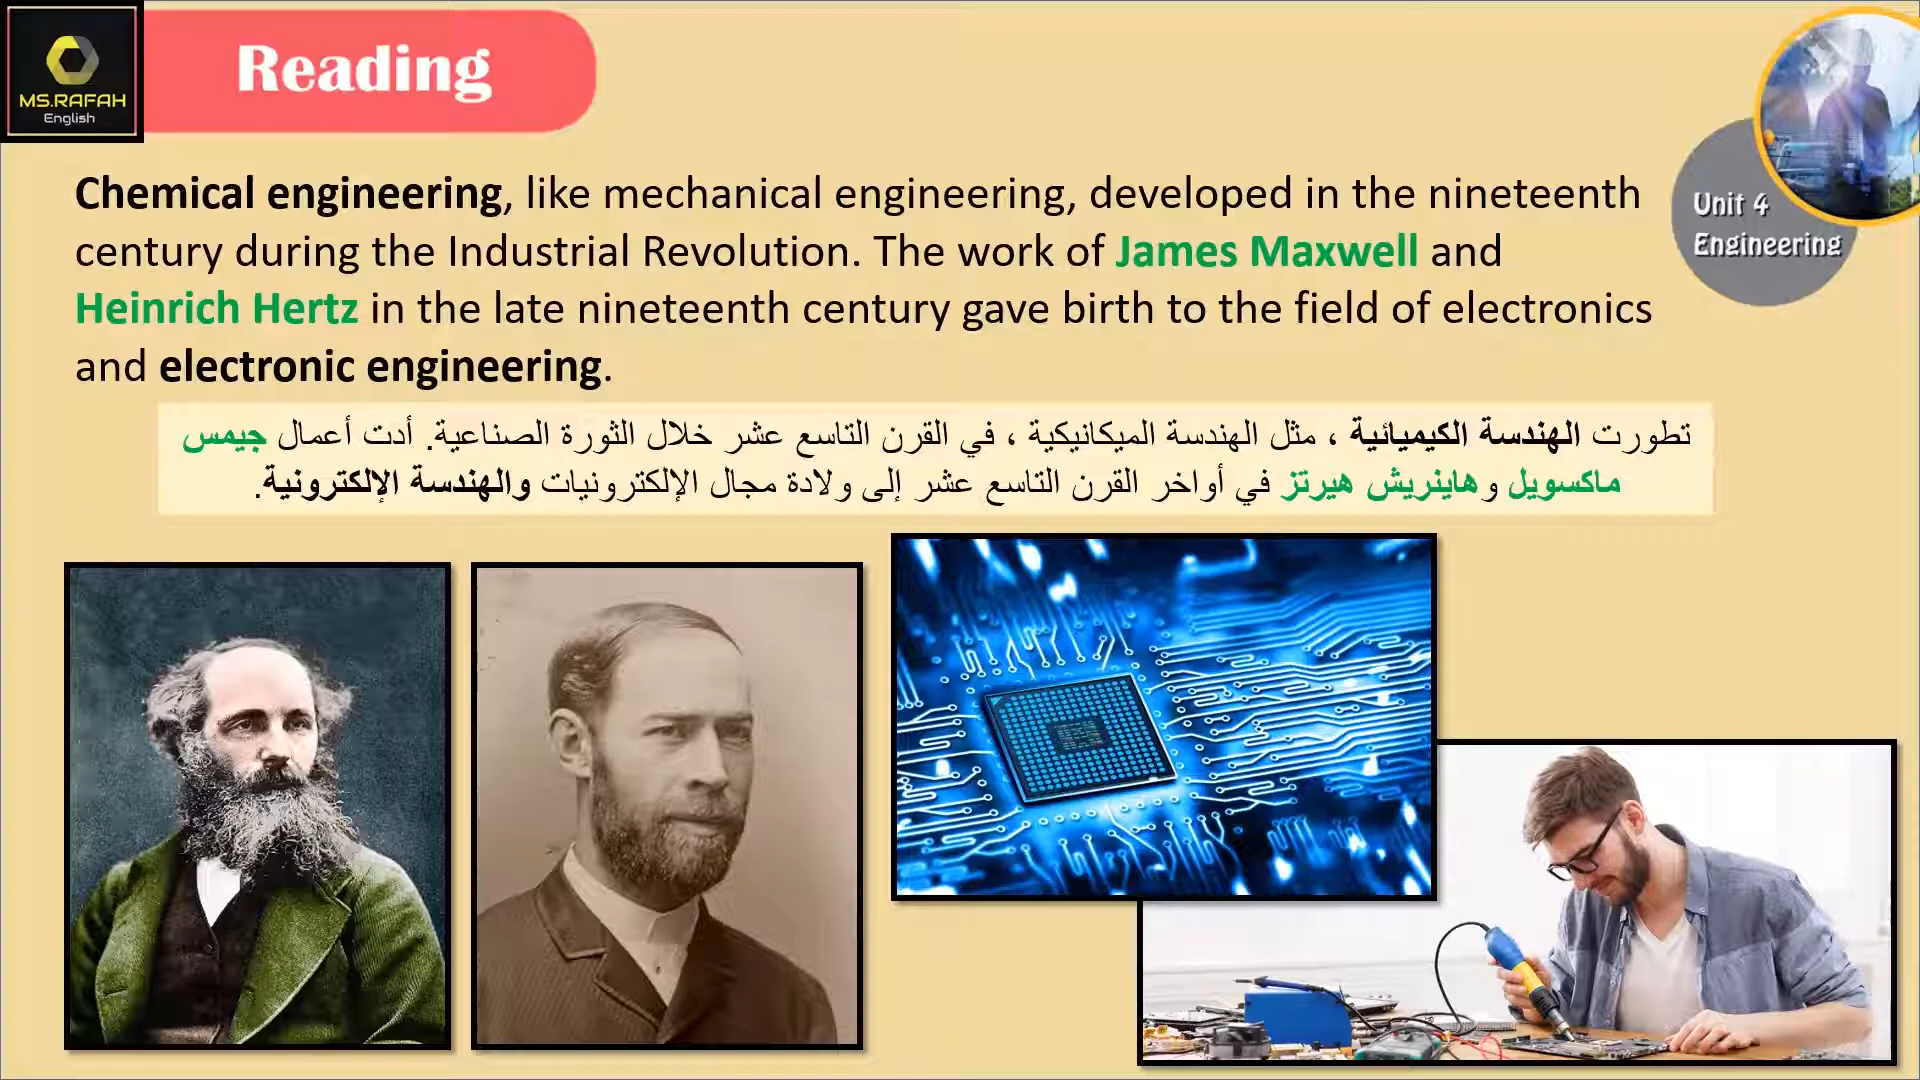 MS.RAFAH
English
Reading
Unit 4
Engineering
Chemical engineering, like mechanical engineering, developed in the nineteenth
century during the Industrial Revolution. The work of James Maxwell and
Heinrich Hertz in the late nineteenth century gave birth to the field of electronics
and electronic engineering.
تطورت الهندسة الكيميائية ، مثل الهندسة الميكانيكية ، في القرن التاسع عشر خلال الثورة الصناعية. أدت أعمال جيمس
ماكسويل وهاينريش هيرتز في أواخر القرن التاسع عشر إلى ولادة مجال الإلكترونيات والهندسة الإلكترونية.